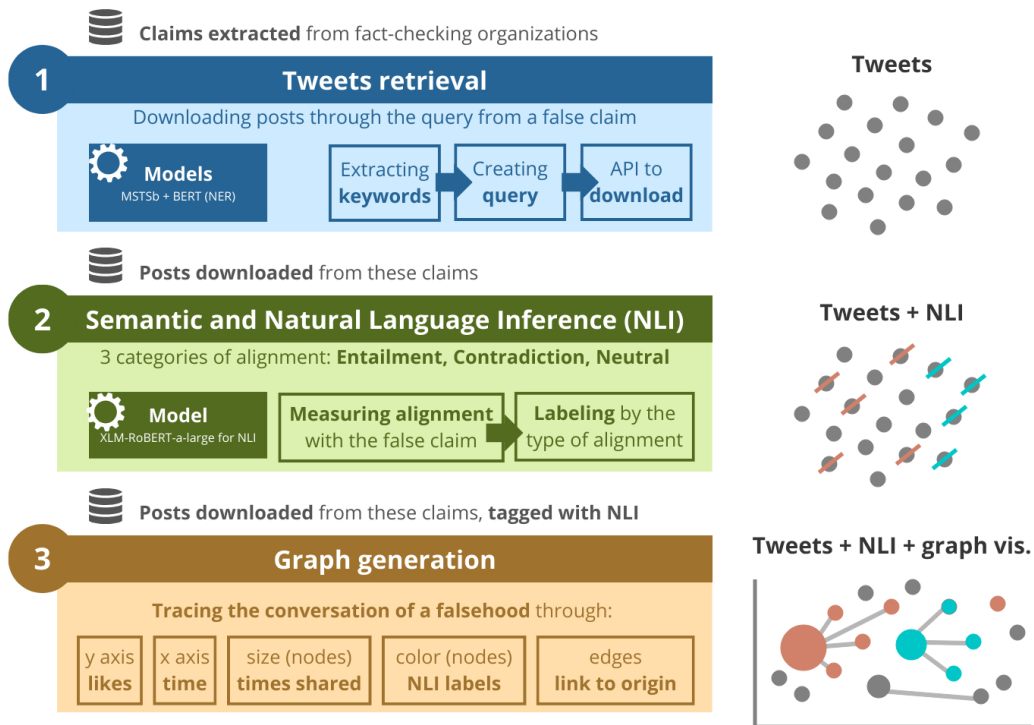 Claims extracted from fact-checking organizations
1
Tweets retrieval
Downloading posts through the query from a false claim
Models
MSTSb + BERT (NER)
Extracting
keywords
Creating
query
API to
download
Tweets
Posts downloaded from these claims
2
Semantic and Natural Language Inference (NLI)
3 categories of alignment: Entailment, Contradiction, Neutral
Model
XLM-RoBERT-a-large for NLI
Measuring alignment
with the false claim
Labeling by the
type of alignment
Tweets + NLI
Posts downloaded from these claims, tagged with NLI
3
Graph generation
Tracing the conversation of a falsehood through:
y axis
likes
x axis
time
size (nodes)
times shared
color (nodes)
NLI labels
edges
link to origin
Tweets + NLI + graph vis.